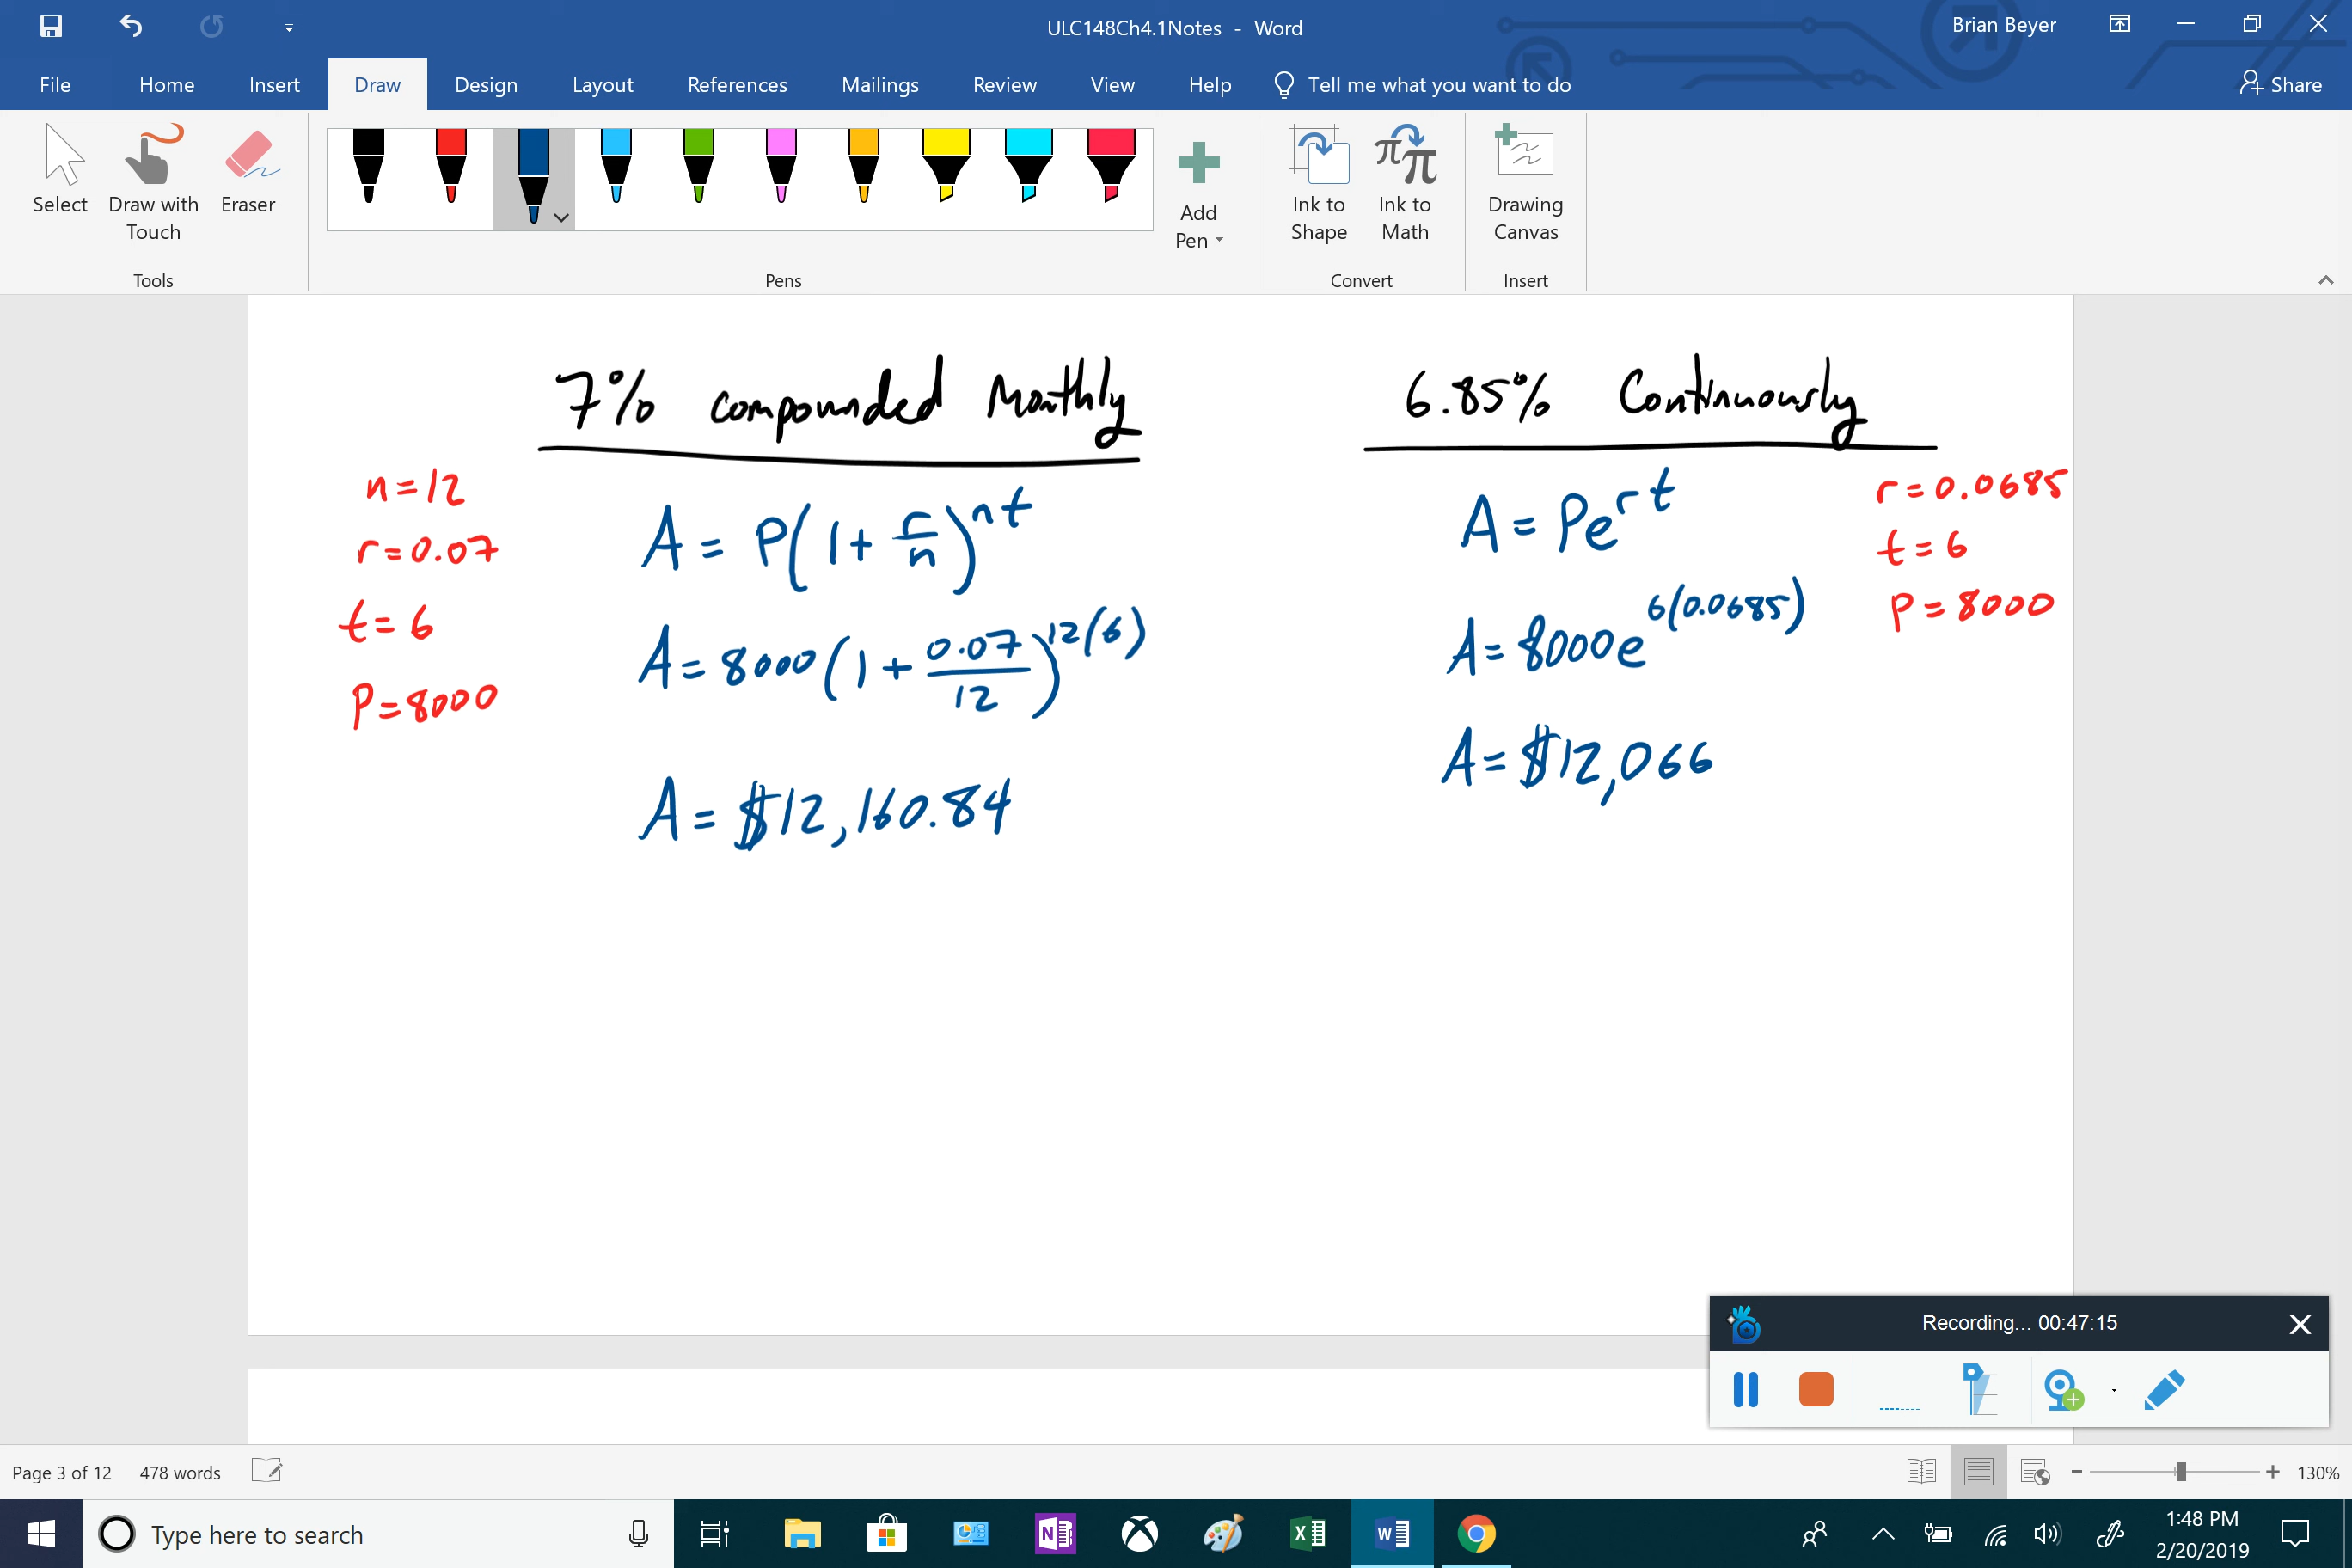 ULC148Ch4.1Notes - Word
Brian Beyer
File Home Insert Draw Design Layout References Mailings Review View Help Tell me what you want to do Share
Select Draw with Touch Eraser
Add Pen
Ink to Shape Ink to Math
Drawing Canvas
Tools Pens Convert Insert
7% compounded Monthly
n=12
r=0.07
t=6
P=8000
A = P(1 + r/n)^nt
A = 8000(1 + 0.07/12)^12(6)
A = $12,160.84
6.85% Continuously
A = Pe^rt
A = 8000e^6(0.0685)
A = $12,066
r=0.0685
t=6
P=8000
Recording... 00:47:15
Page 3 of 12 478 words
130%
Type here to search
1:48 PM
2/20/2019